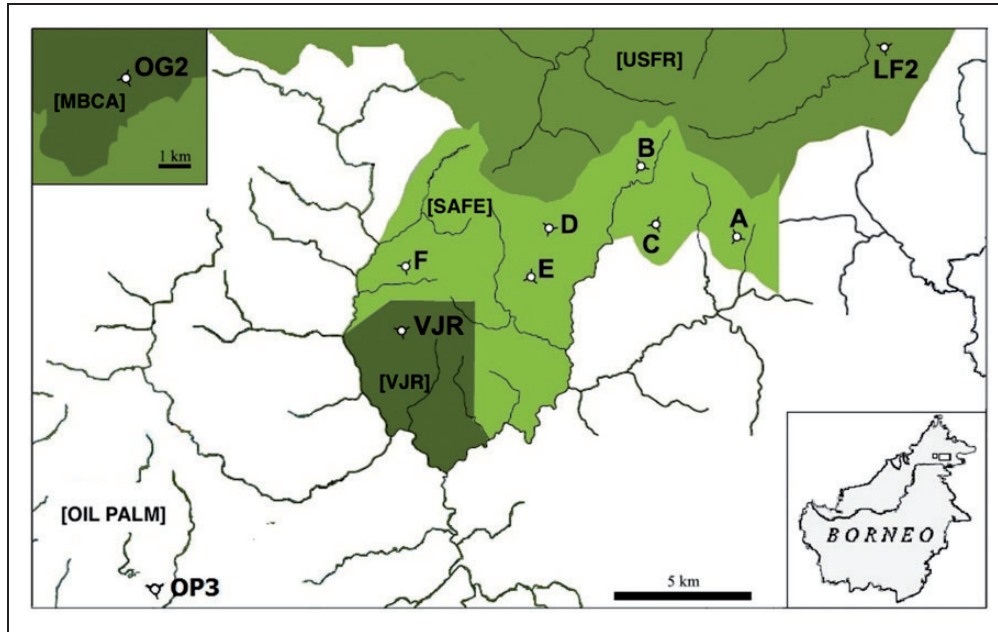 OG2
[MBCA]
1 km
[USFR]
LF2
B
[SAFE]
D
C
A
F
E
VJR
[VJR]
[OIL PALM]
OP3
5 km
BORNEO